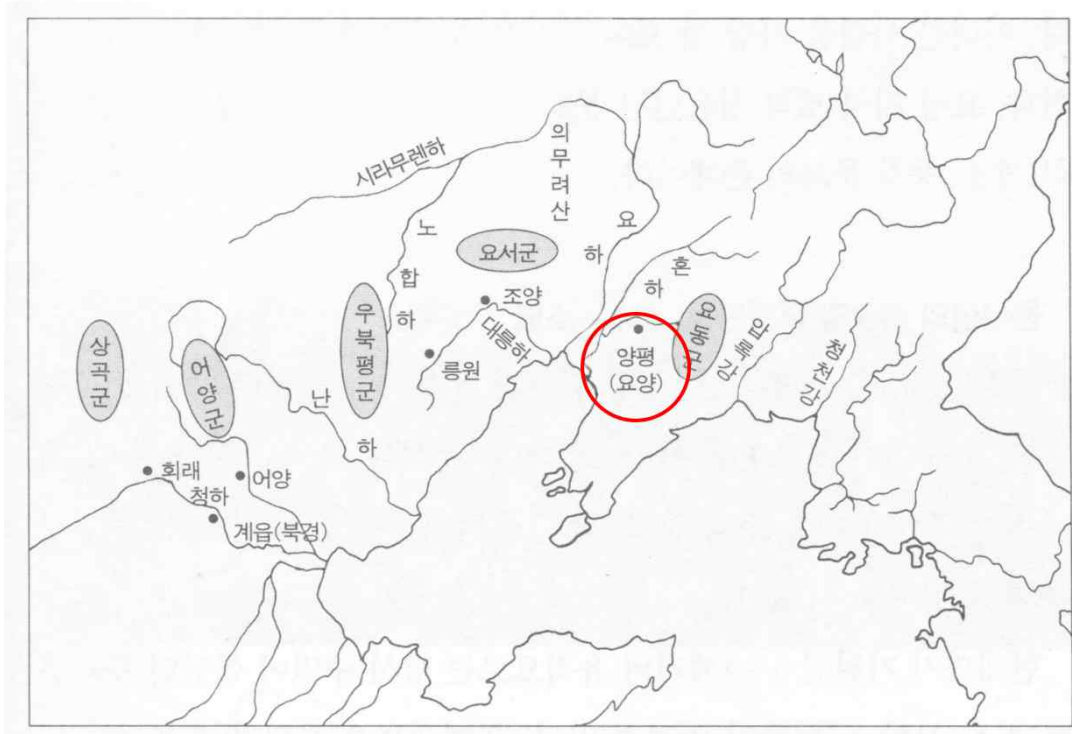 시라무렌하
의무려산
노합하
요서군
요하
혼하
조양
대릉하
릉원
우북평군
상곡군
어양군
난하
양평
(요양)
요동군
압록강
청천강
회래
어양
청하
계읍(북경)